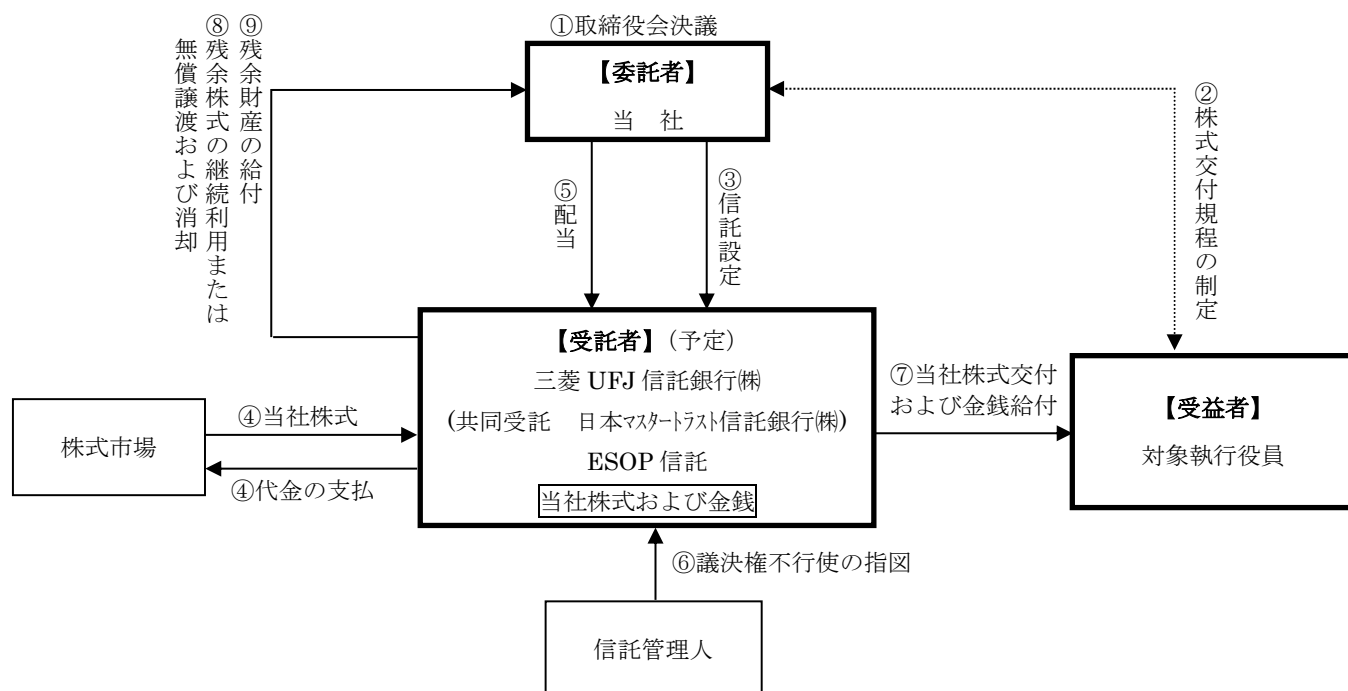 ①取締役会決議
【委託者】
当 社
⑨残余財産の給付
⑧残余株式の継続利用または
無償譲渡および消却
⑤配当
③信託設定
②株式交付規程の制定
【受託者】(予定)
三菱 UFJ 信託銀行㈱
(共同受託 日本ﾏｽﾀｰﾄﾗｽﾄ信託銀行㈱)
ESOP 信託
当社株式および金銭
株式市場
④当社株式
④代金の支払
⑦当社株式交付
および金銭給付
【受益者】
対象執行役員
⑥議決権不行使の指図
信託管理人